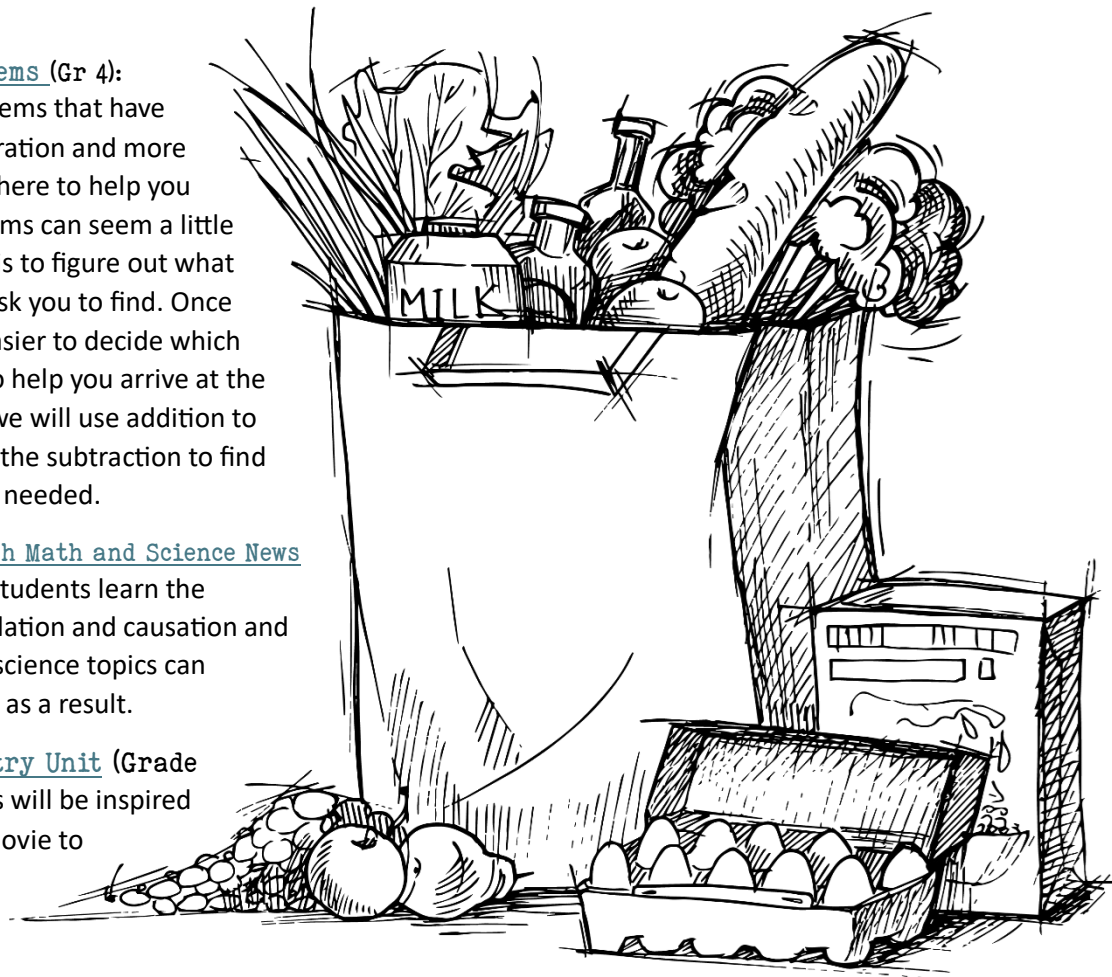 ems (Gr 4):
ems that have
ration and more
here to help you
ms can seem a little
s to figure out what
sk you to find. Once
asier to decide which
o help you arrive at the
we will use addition to
the subtraction to find
needed.
h Math and Science News
students learn the
lation and causation and
science topics can
as a result.
try Unit (Grade
s will be inspired
ovie to
MILK